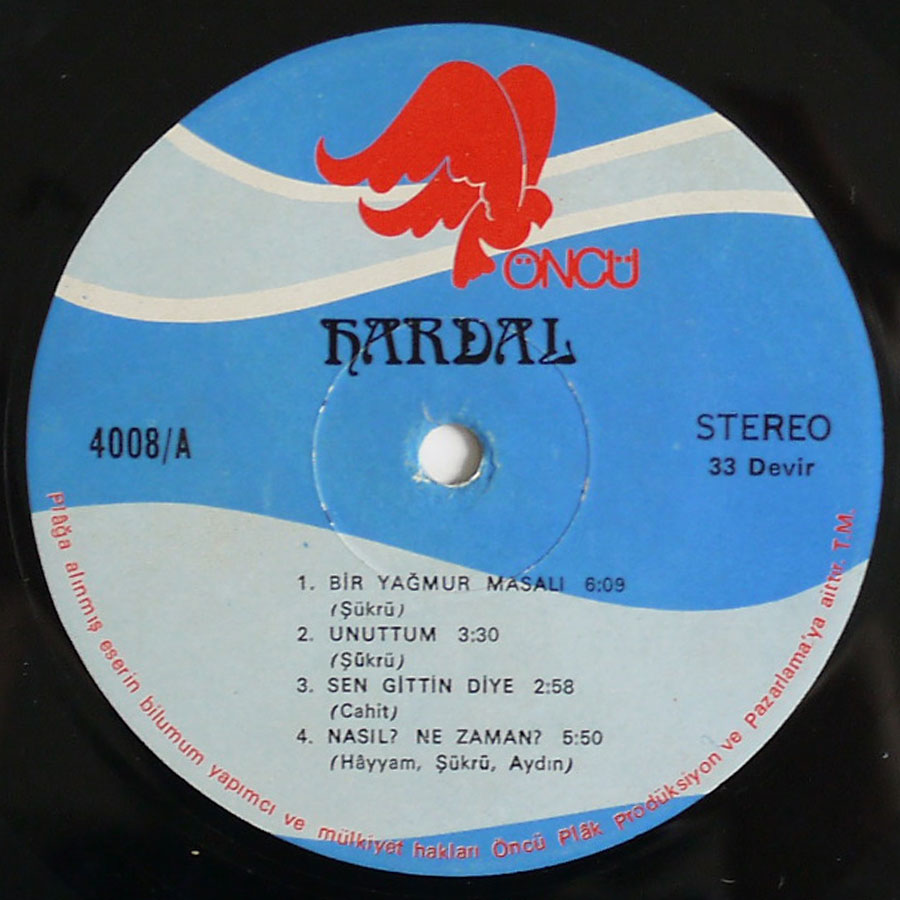 ÖNCÜ
HARDAL
4008/A
STEREO
33 Devir
1. BİR YAĞMUR MASALI 6:09
(Şükrü)
2. UNUTTUM 3:30
(Şükrü)
3. SEN GİTTİN DİYE 2:58
(Cahit)
4. NASIL? NE ZAMAN? 5:50
(Hâyyam, Şükrü, Aydın)
Plâğa alınmış eserin bilumum yapımcı ve mülkiyet hakları Öncü Plâk Prodüksiyon ve Pazarlama'ya aittir. T.M.